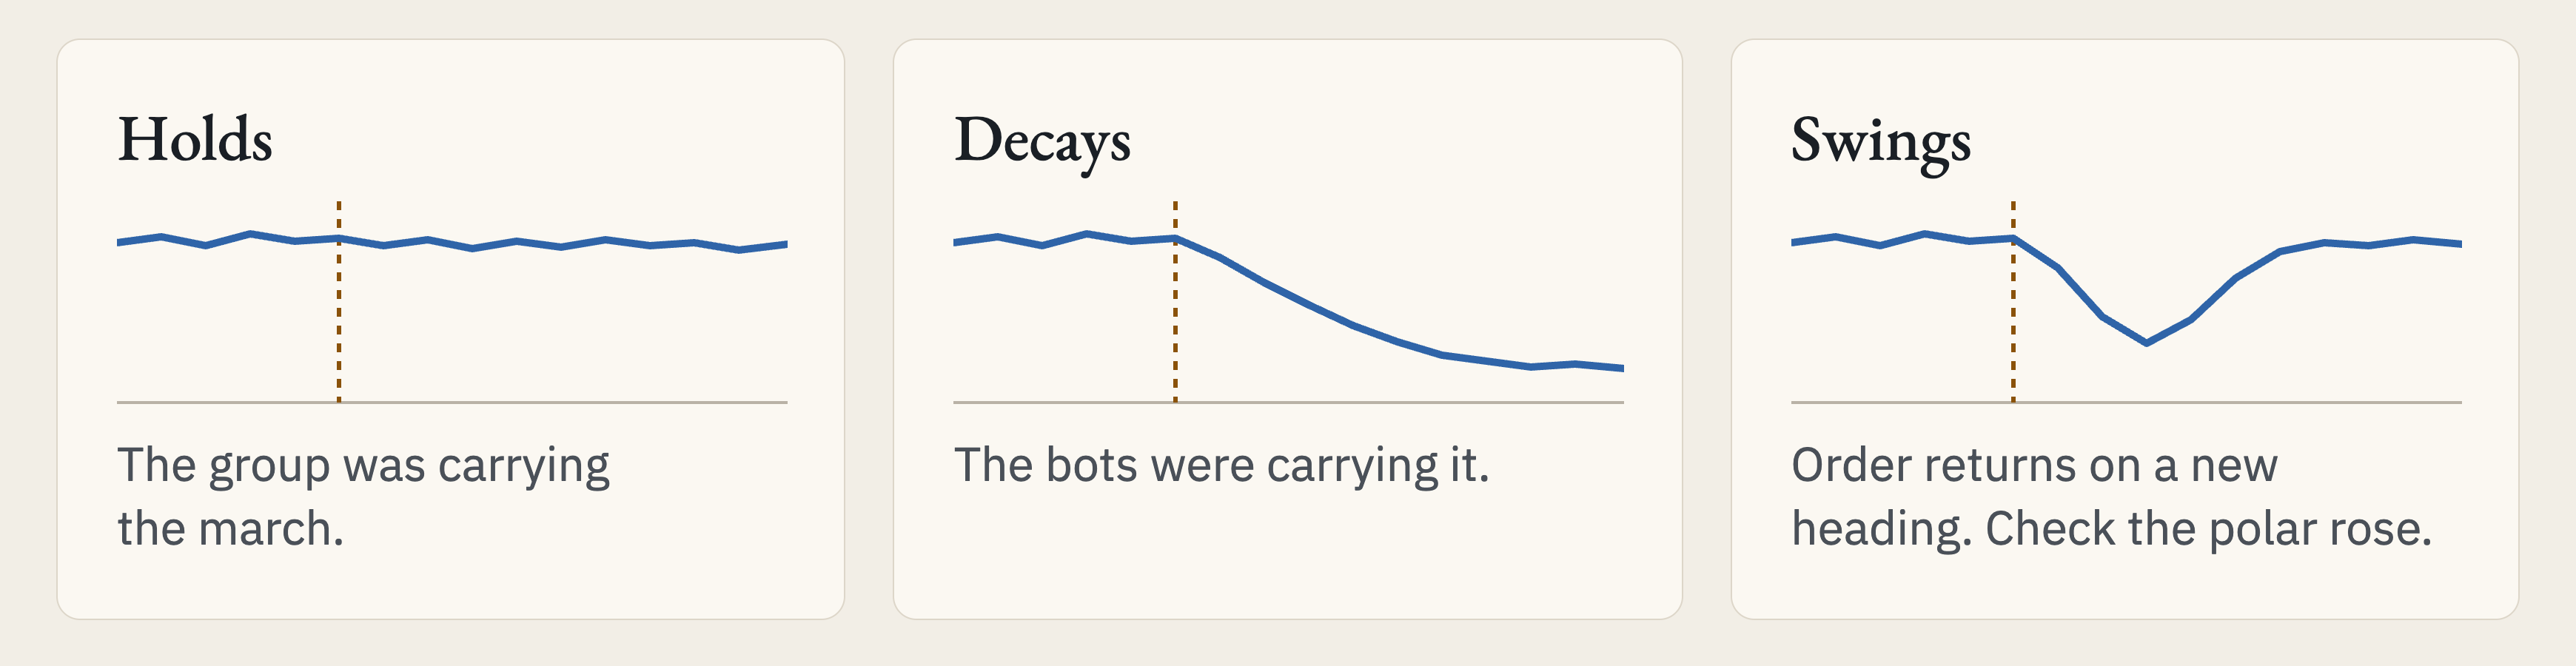 Holds
The group was carrying
the march.
Decays
The bots were carrying it.
Swings
Order returns on a new
heading. Check the polar rose.